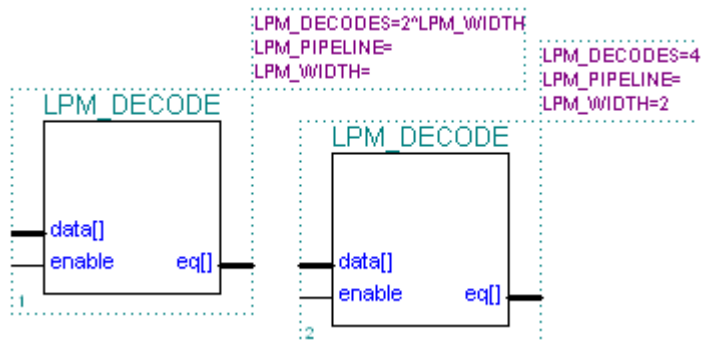 LPM_DECODES=2^LPM_WIDTH
LPM_PIPELINE=
LPM_WIDTH=
LPM_DECODE
data[]
enable eq[]
1
LPM_DECODES=4
LPM_PIPELINE=
LPM_WIDTH=2
LPM_DECODE
data[]
enable eq[]
2